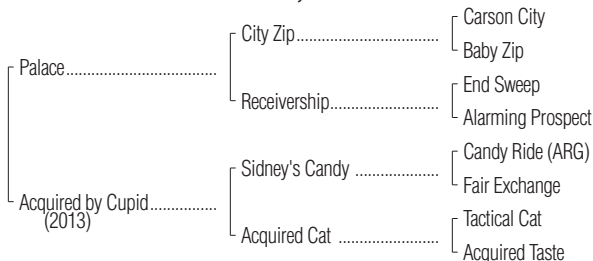 Carson City
City Zip
Baby Zip
Palace
End Sweep
Receivership
Alarming Prospect
Candy Ride (ARG)
Sidney's Candy
Fair Exchange
Acquired by Cupid
(2013)
Tactical Cat
Acquired Cat
Acquired Taste